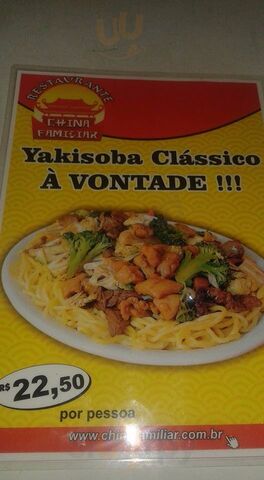 RESTAURANTE
CHINA
FAMILIAR
Yakisoba Clássico
À VONTADE !!!
R$ 22,50
por pessoa
www.chinafamiliar.com.br